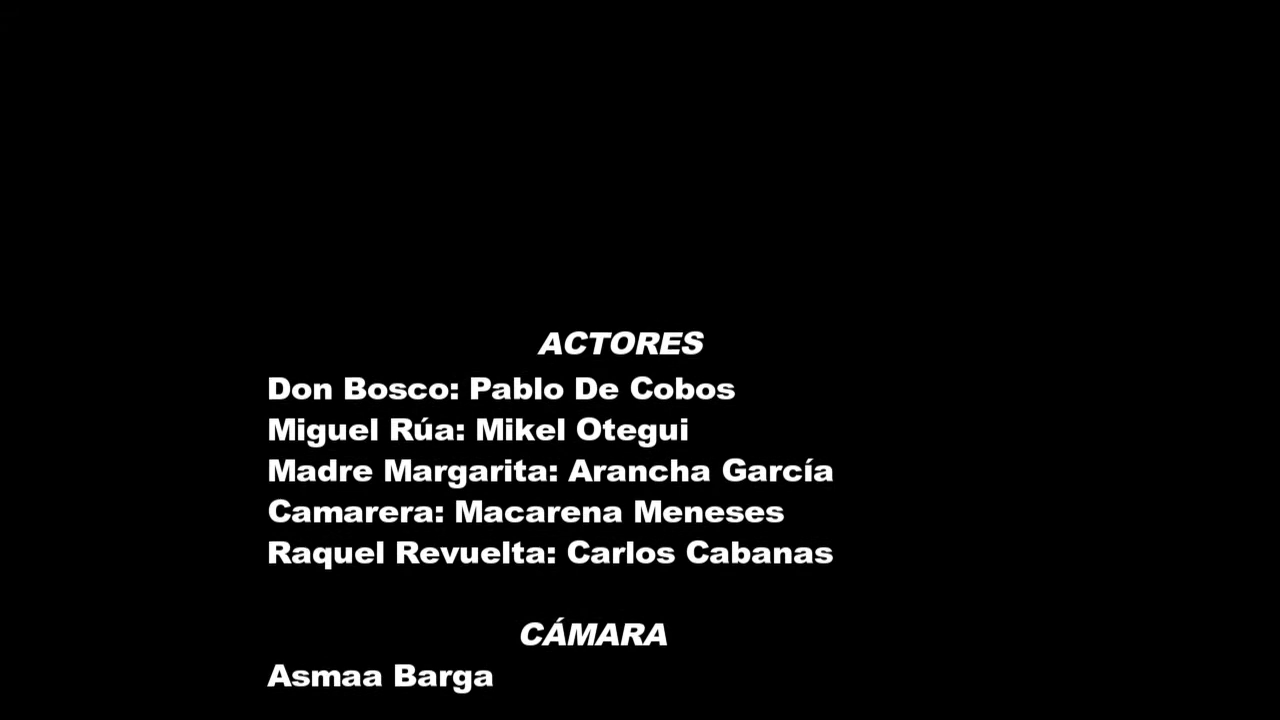 ACTORES
Don Bosco: Pablo De Cobos
Miguel Rúa: Mikel Otegui
Madre Margarita: Arancha García
Camarera: Macarena Meneses
Raquel Revuelta: Carlos Cabanas
CÁMARA
Asmaa Barga